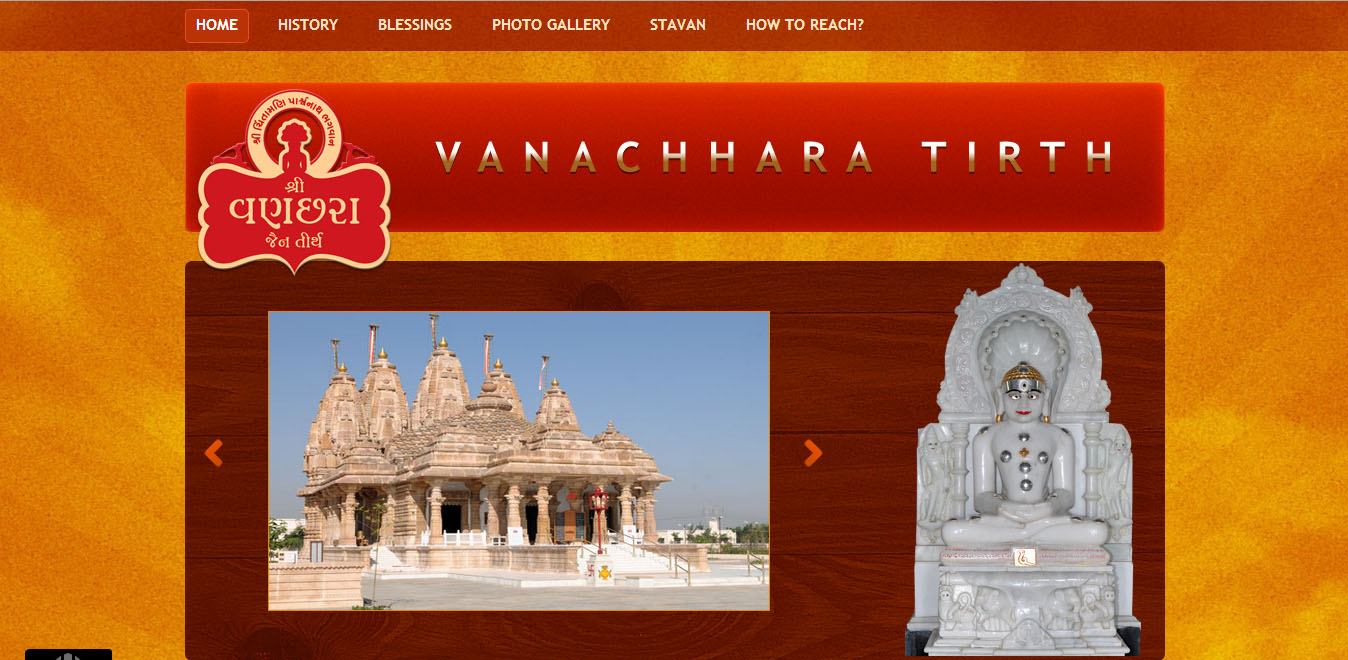 HOME
HISTORY
BLESSINGS
PHOTO GALLERY
STAVAN
HOW TO REACH?
શ્રી ચિંતામણિ પાર્શ્વનાથ ભગવાન
VANACHHARA TIRTH
શ્રી
વણછરા
જૈન તીર્થ